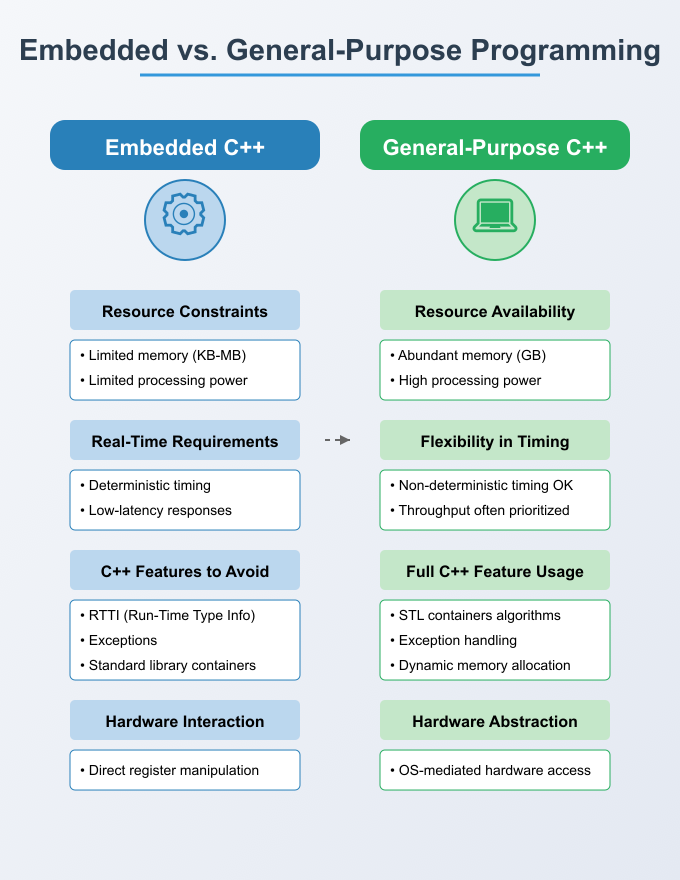 Embedded vs. General-Purpose Programming
Embedded C++
General-Purpose C++
Resource Constraints
• Limited memory (KB-MB)
• Limited processing power
Real-Time Requirements
• Deterministic timing
• Low-latency responses
C++ Features to Avoid
• RTTI (Run-Time Type Info)
• Exceptions
• Standard library containers
Hardware Interaction
• Direct register manipulation
Resource Availability
• Abundant memory (GB)
• High processing power
Flexibility in Timing
• Non-deterministic timing OK
• Throughput often prioritized
Full C++ Feature Usage
• STL containers algorithms
• Exception handling
• Dynamic memory allocation
Hardware Abstraction
• OS-mediated hardware access